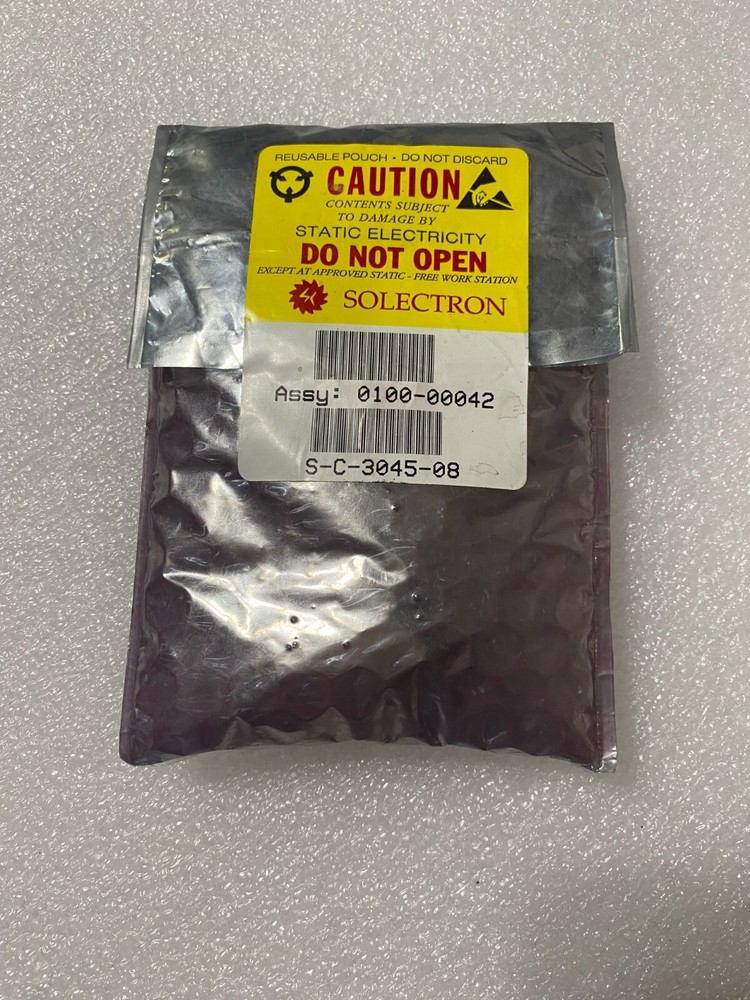 REUSABLE POUCH • DO NOT DISCARD
CAUTION
CONTENTS SUBJECT
TO DAMAGE BY
STATIC ELECTRICITY
DO NOT OPEN
EXCEPT AT APPROVED STATIC - FREE WORK STATION
SOLECTRON
Assy: 0100-00042
S-C-3045-08